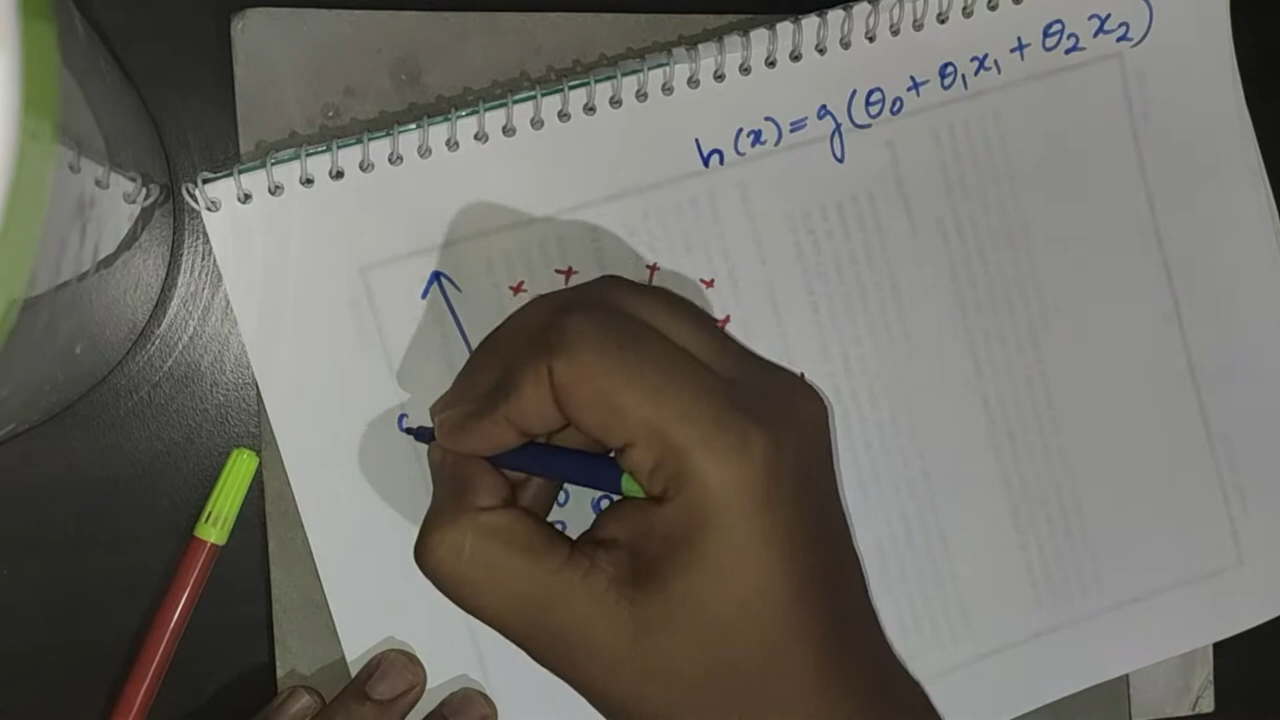 h(x) = g(θ₀ + θ₁x₁ + θ₂x₂)